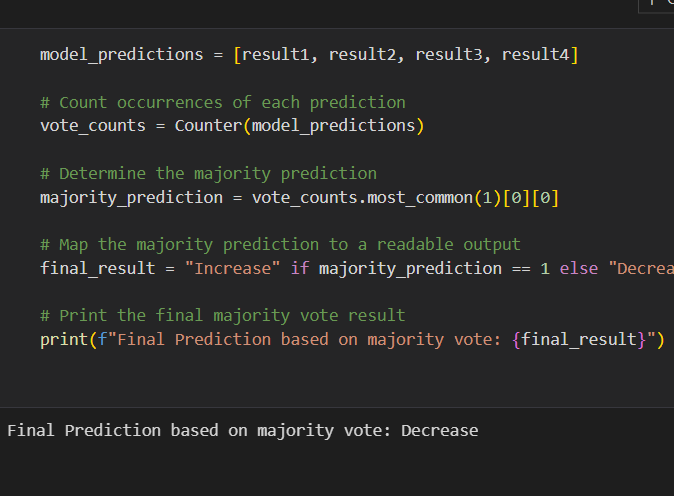 model_predictions = [result1, result2, result3, result4]
# Count occurrences of each prediction
vote_counts = Counter(model_predictions)
# Determine the majority prediction
majority_prediction = vote_counts.most_common(1)[0][0]
# Map the majority prediction to a readable output
final_result = "Increase" if majority_prediction == 1 else "Decrea
# Print the final majority vote result
print(f"Final Prediction based on majority vote: {final_result}")
Final Prediction based on majority vote: Decrease